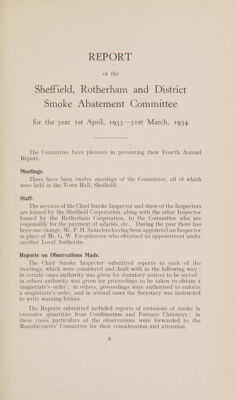 REPORT
of the
Sheffield, Rotherham and District
Smoke Abatement Committee
for the year 1st April, 1933—31st March, 1934.
The Committee have pleasure in presenting their Fourth Annual
Report.
Meetings.
There have been twelve meetings of the Committee, all of which
were held in the Town Hall, Sheffield.
Staff.
The services of the Chief Smoke Inspector and three of the Inspectors
are loaned by the Sheffield Corporation, along with the other Inspector
loaned by the Rotherham Corporation, to the Committee who are
responsible for the payment of salaries, etc. During the year there has
been one change, Mr. P. H. Saunders having been appointed an Inspector
in place of Mr. G. W. Farquharson who obtained an appointment under
another Local Authority.
Reports on Observations Made.
The Chief Smoke Inspector submitted reports to each of the
meetings, which were considered and dealt with in the following way:
in certain cases authority was given for statutory notices to be served;
in others authority was given for proceedings to be taken to obtain a
magistrate's order; in others, proceedings were authorised to enforce
a magistrate's order, and in several cases the Secretary was instructed
to write warning letters.
The Reports submitted included reports of emissions of smoke in
excessive quantities from Combination and Furnace Chimneys; in
these cases particulars of the observations were forwarded to the
Manufacturers' Committee for their consideration and attention.